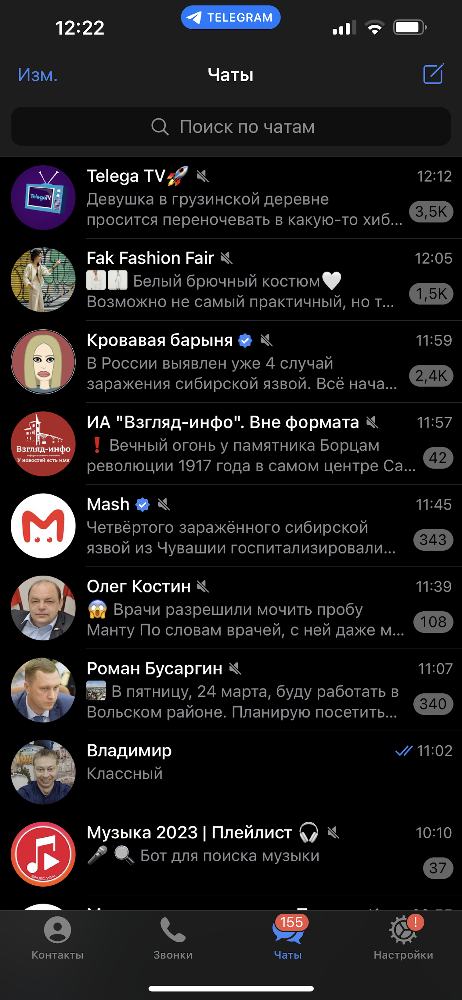 12:22
TELEGRAM
Изм.
Чаты
Поиск по чатам
TelegaTV
Telega TV🚀
12:12
Девушка в грузинской деревне
просится переночевать в какую-то хиб...
3,5K
Fak Fashion Fair
12:05
Белый брючный костюм🤍
Возможно не самый практичный, но т...
1,5K
Кровавая барыня
11:59
В России выявлен уже 4 случай
заражения сибирской язвой. Всё нача...
2,4K
Взгляд-инфо
информационное агентство
У новостей есть имя
ИА "Взгляд-инфо". Вне формата
11:57
❗ Вечный огонь у памятника Борцам
революции 1917 года в самом центре Са...
42
Mash
11:45
Четвёртого заражённого сибирской
язвой из Чувашии госпитализировали...
343
Олег Костин
11:39
😱 Врачи разрешили мочить пробу
Манту По словам врачей, с ней даже м...
108
Роман Бусаргин
11:07
В пятницу, 24 марта, буду работать в
Вольском районе. Планирую посетить...
340
Владимир
11:02
Классный
@MUSIC_VSEM
Музыка 2023 | Плейлист 🎧
10:10
🎤 🔍 Бот для поиска музыки
37
155
!
Контакты
Звонки
Чаты
Настройки